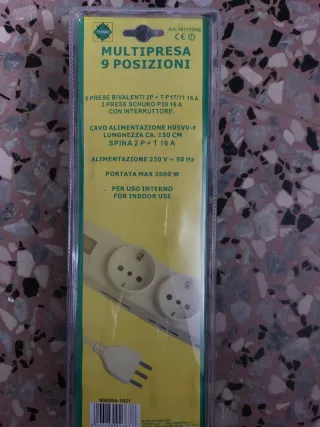 MULTIPRESA
9 POSIZIONI
6 PRESE BIVALENTI 2P + T P17/11 16 A
3 PRESE SCHUKO P30 16 A
CON INTERRUTTORE.
CAVO ALIMENTAZIONE H05VV-F
LUNGHEZZA CA. 150 CM
SPINA 2 P + T 16 A
ALIMENTAZIONE 230 V ~ 50 Hz
PORTATA MAX 3500 W
PER USO INTERNO
FOR INDOOR USE